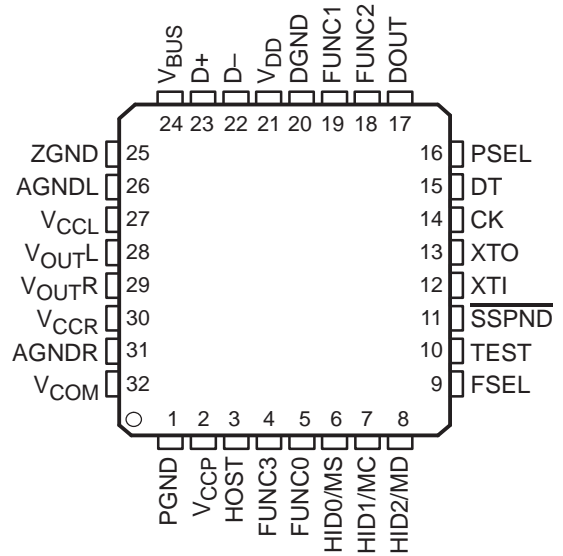 VBUS
D+
D–
VDD
DGND
FUNC1
FUNC2
DOUT
24 23 22 21 20 19 18 17
ZGND 25
AGNDL 26
VCCL 27
VOUTL 28
VOUTR 29
VCCR 30
AGNDR 31
VCOM 32
16 PSEL
15 DT
14 CK
13 XTO
12 XTI
11 SSPND
10 TEST
9 FSEL
1 2 3 4 5 6 7 8
PGND
VCCP
HOST
FUNC3
FUNC0
HID0/MS
HID1/MC
HID2/MD